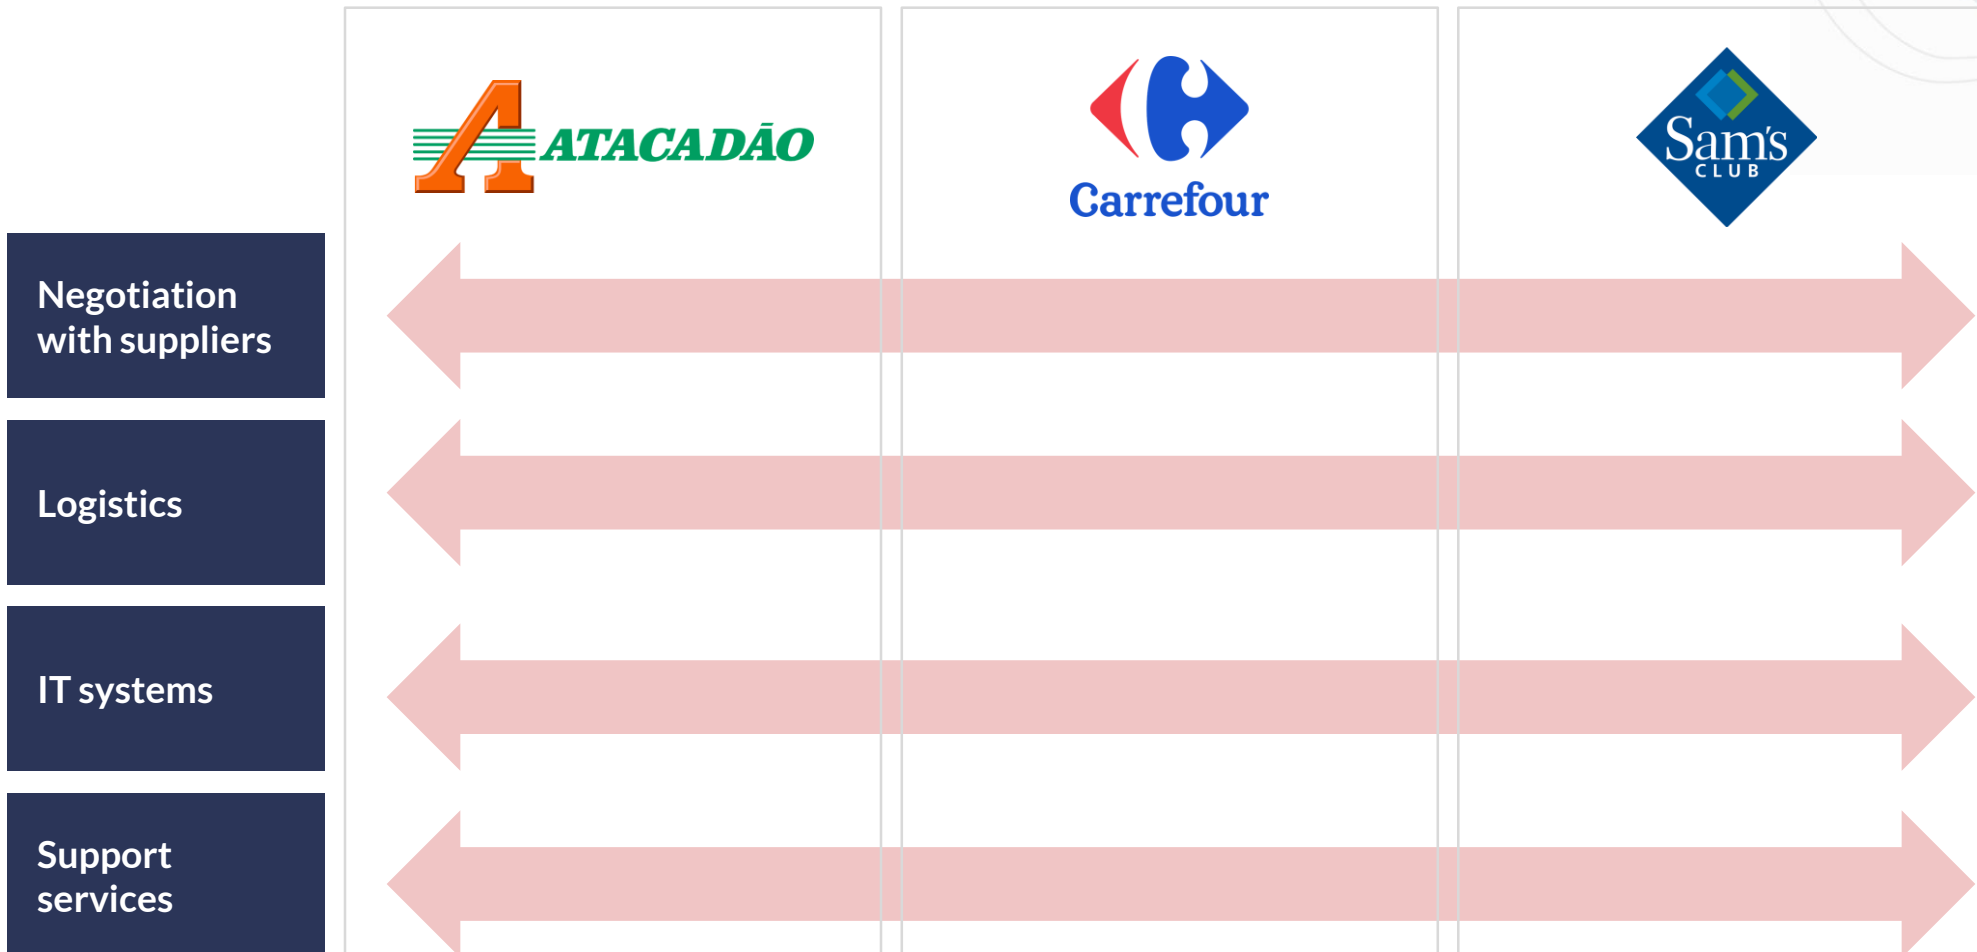 ATACADÃO
Carrefour
Sam's
CLUB
Negotiation
with suppliers
Logistics
IT systems
Support
services